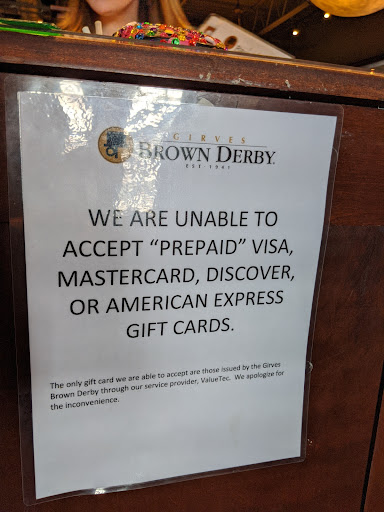 GIRVES
BROWN DERBY
EST 1941
WE ARE UNABLE TO
ACCEPT “PREPAID” VISA,
MASTERCARD, DISCOVER,
OR AMERICAN EXPRESS
GIFT CARDS.
The only gift card we are able to accept are those issued by the Girves
Brown Derby through our service provider, ValueTec. We apologize for
the inconvenience.